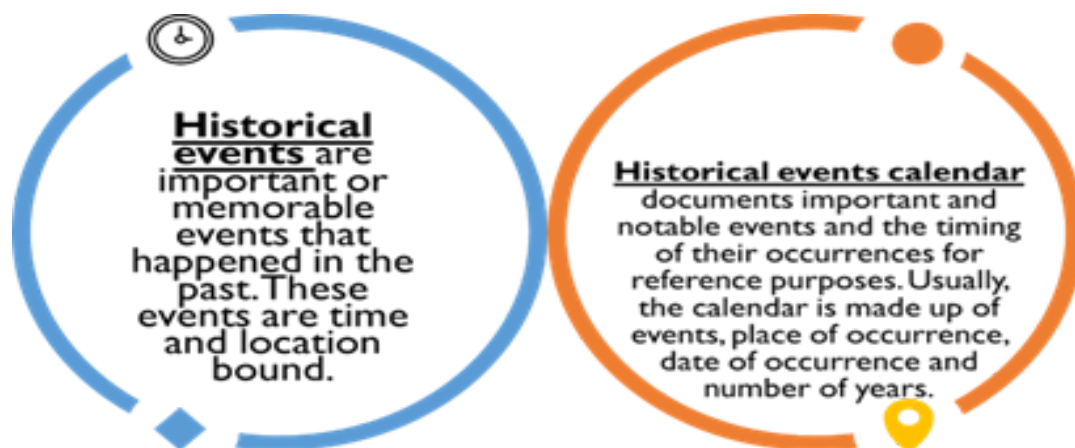 Historical
events are
important or
memorable
events that
happened in the
past. These
events are time
and location
bound.
Historical events calendar
documents important and
notable events and the timing
of their occurrences for
reference purposes. Usually,
the calendar is made up of
events, place of occurrence,
date of occurrence and
number of years.